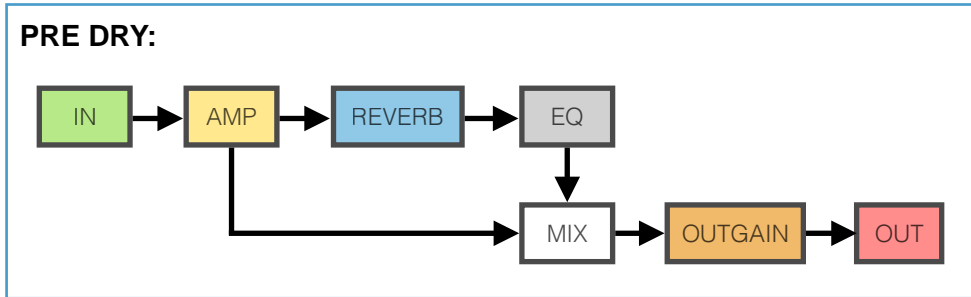 PRE DRY:
IN
AMP
REVERB
EQ
MIX
OUTGAIN
OUT